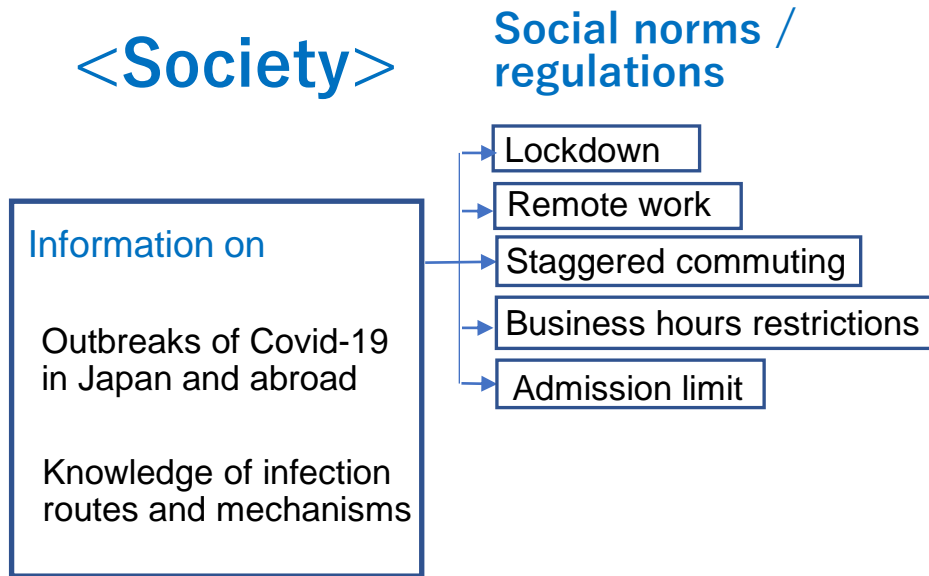 <Society>
Social norms /
regulations
Information on
Outbreaks of Covid-19
in Japan and abroad
Knowledge of infection
routes and mechanisms
Lockdown
Remote work
Staggered commuting
Business hours restrictions
Admission limit